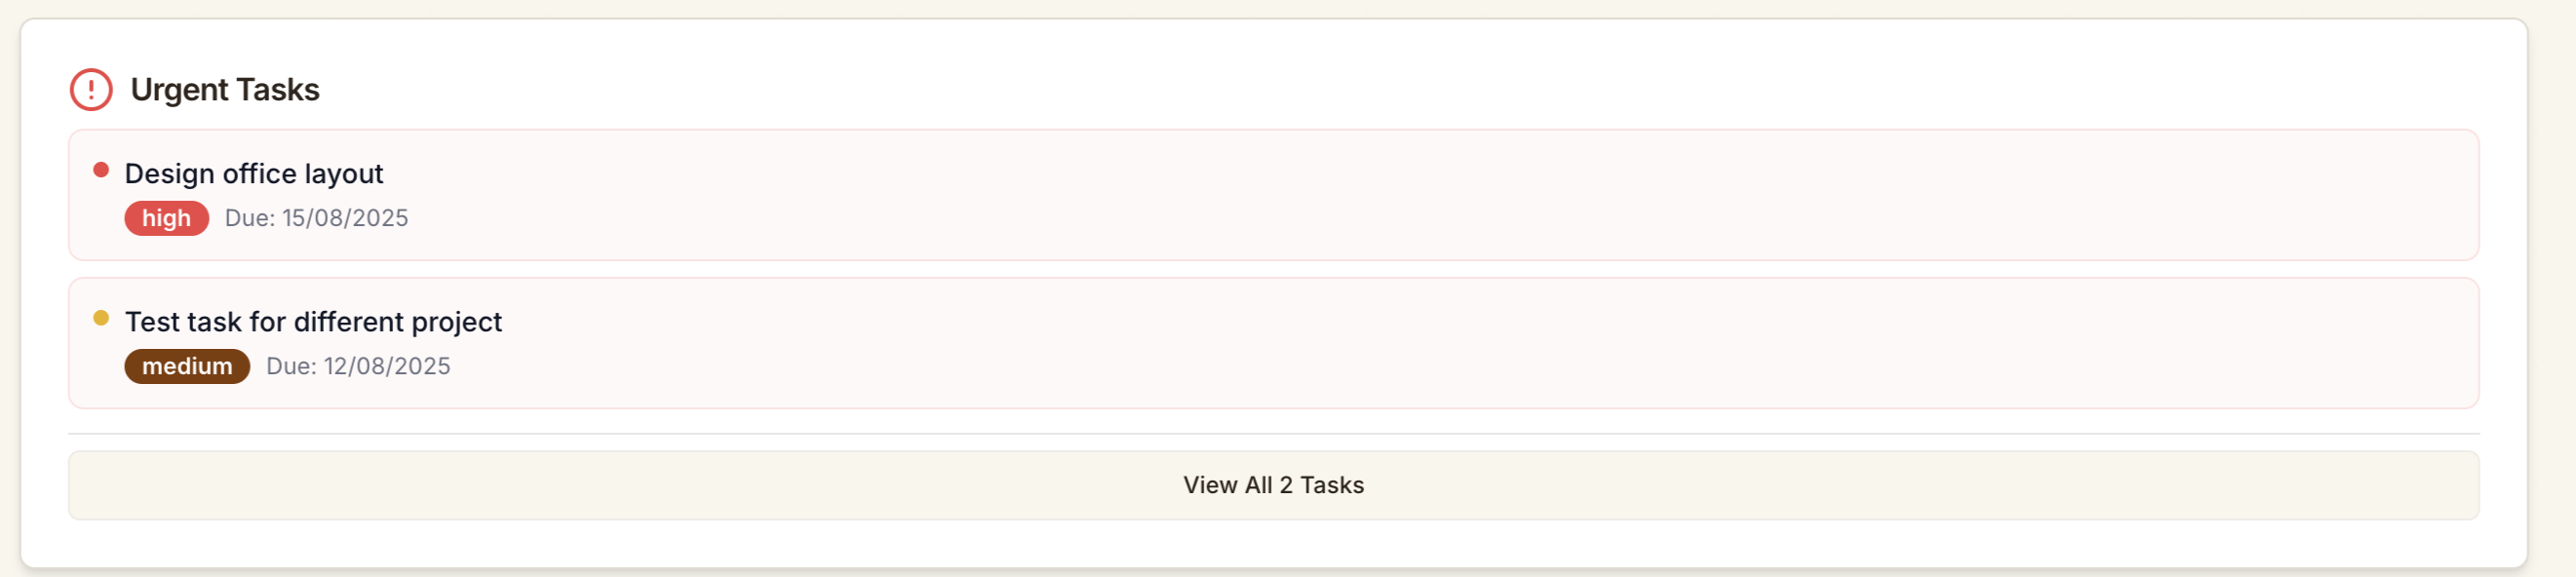 Urgent Tasks
Design office layout
high Due: 15/08/2025
Test task for different project
medium Due: 12/08/2025
View All 2 Tasks